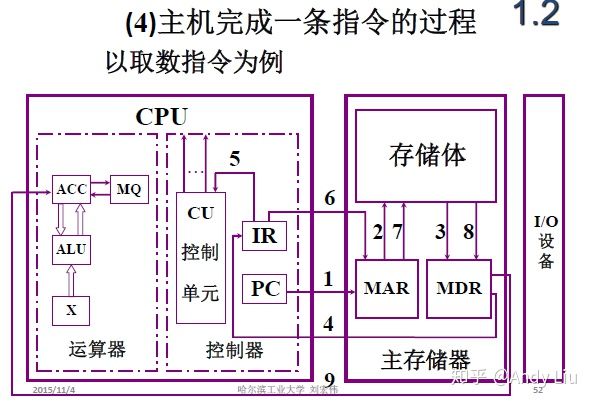 (4)主机完成一条指令的过程
1.2
以取数指令为例
CPU
ACC
MQ
ALU
X
运算器
5
CU
控制
单元
IR
PC
控制器
6
1
4
9
存储体
2
7
3
8
MAR
MDR
主存储器
I/O
设
备
2015/11/4
哈尔滨工业大学 刘宏伟
52
知乎 @Andy Liu